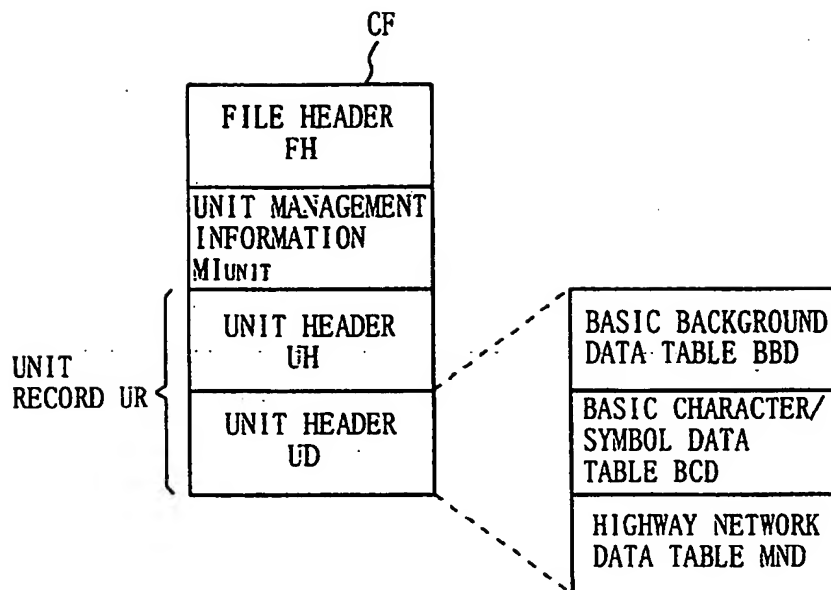 CF
FILE HEADER
FH
UNIT MANAGEMENT
INFORMATION
MIUNIT
UNIT HEADER
UH
UNIT HEADER
UD
UNIT
RECORD UR
BASIC BACKGROUND
DATA TABLE BBD
BASIC CHARACTER/
SYMBOL DATA
TABLE BCD
HIGHWAY NETWORK
DATA TABLE MND